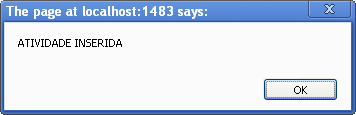 The page at localhost:1483 says:
ATIVIDADE INSERIDA
OK